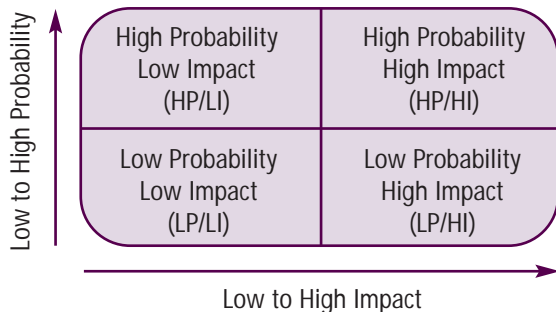 Low to High Probability
High Probability
Low Impact
(HP/LI)
High Probability
High Impact
(HP/HI)
Low Probability
Low Impact
(LP/LI)
Low Probability
High Impact
(LP/HI)
Low to High Impact